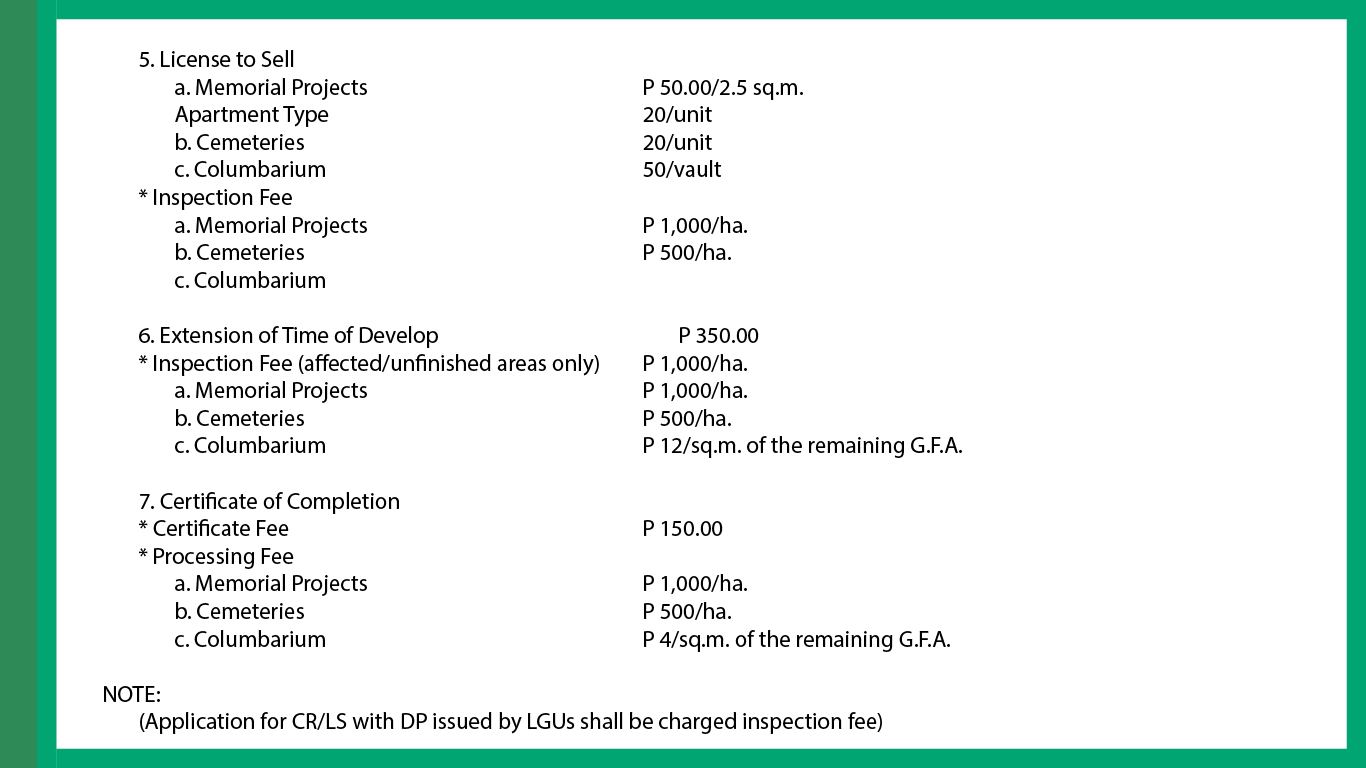 5. License to Sell
a. Memorial Projects P 50.00/2.5 sq.m.
Apartment Type 20/unit
b. Cemeteries 20/unit
c. Columbarium 50/vault
* Inspection Fee
a. Memorial Projects P 1,000/ha.
b. Cemeteries P 500/ha.
c. Columbarium
6. Extension of Time of Develop P 350.00
* Inspection Fee (affected/unfinished areas only) P 1,000/ha.
a. Memorial Projects P 1,000/ha.
b. Cemeteries P 500/ha.
c. Columbarium P 12/sq.m. of the remaining G.F.A.
7. Certificate of Completion
* Certificate Fee P 150.00
* Processing Fee
a. Memorial Projects P 1,000/ha.
b. Cemeteries P 500/ha.
c. Columbarium P 4/sq.m. of the remaining G.F.A.
NOTE:
(Application for CR/LS with DP issued by LGUs shall be charged inspection fee)